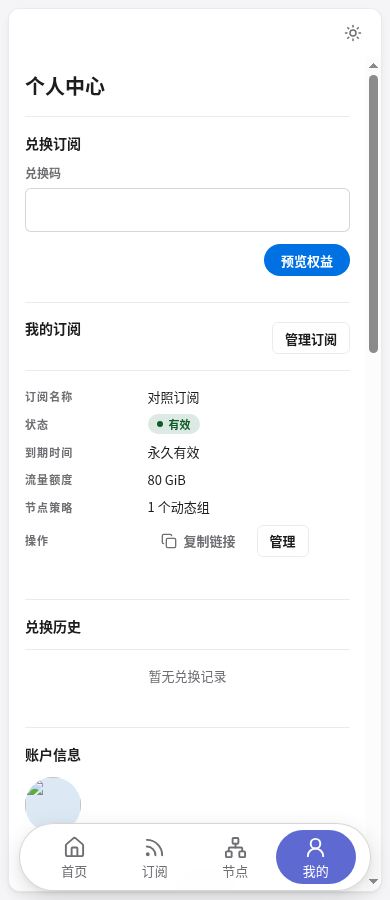 个人中心
兑换订阅
兑换码
预览权益
我的订阅
管理订阅
订阅名称 对照订阅
状态 有效
到期时间 永久有效
流量额度 80 GiB
节点策略 1 个动态组
操作 复制链接 管理
兑换历史
暂无兑换记录
账户信息
首页 订阅 节点 我的